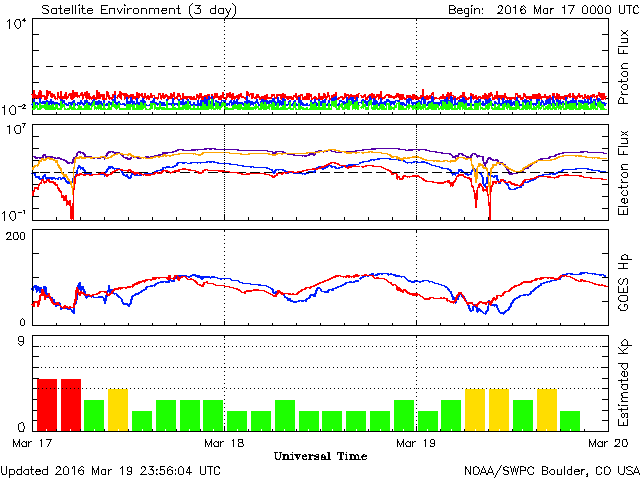 Satellite Environment (3 day) Begin: 2016 Mar 17 0000 UTC
10^4
10^-2
Proton Flux
10^7
10^-1
Electron Flux
200
0
GOES Hp
9
0
Estimated Kp
Mar 17 Mar 18 Mar 19 Mar 20
Universal Time
Updated 2016 Mar 19 23:56:04 UTC NOAA/SWPC Boulder, CO USA